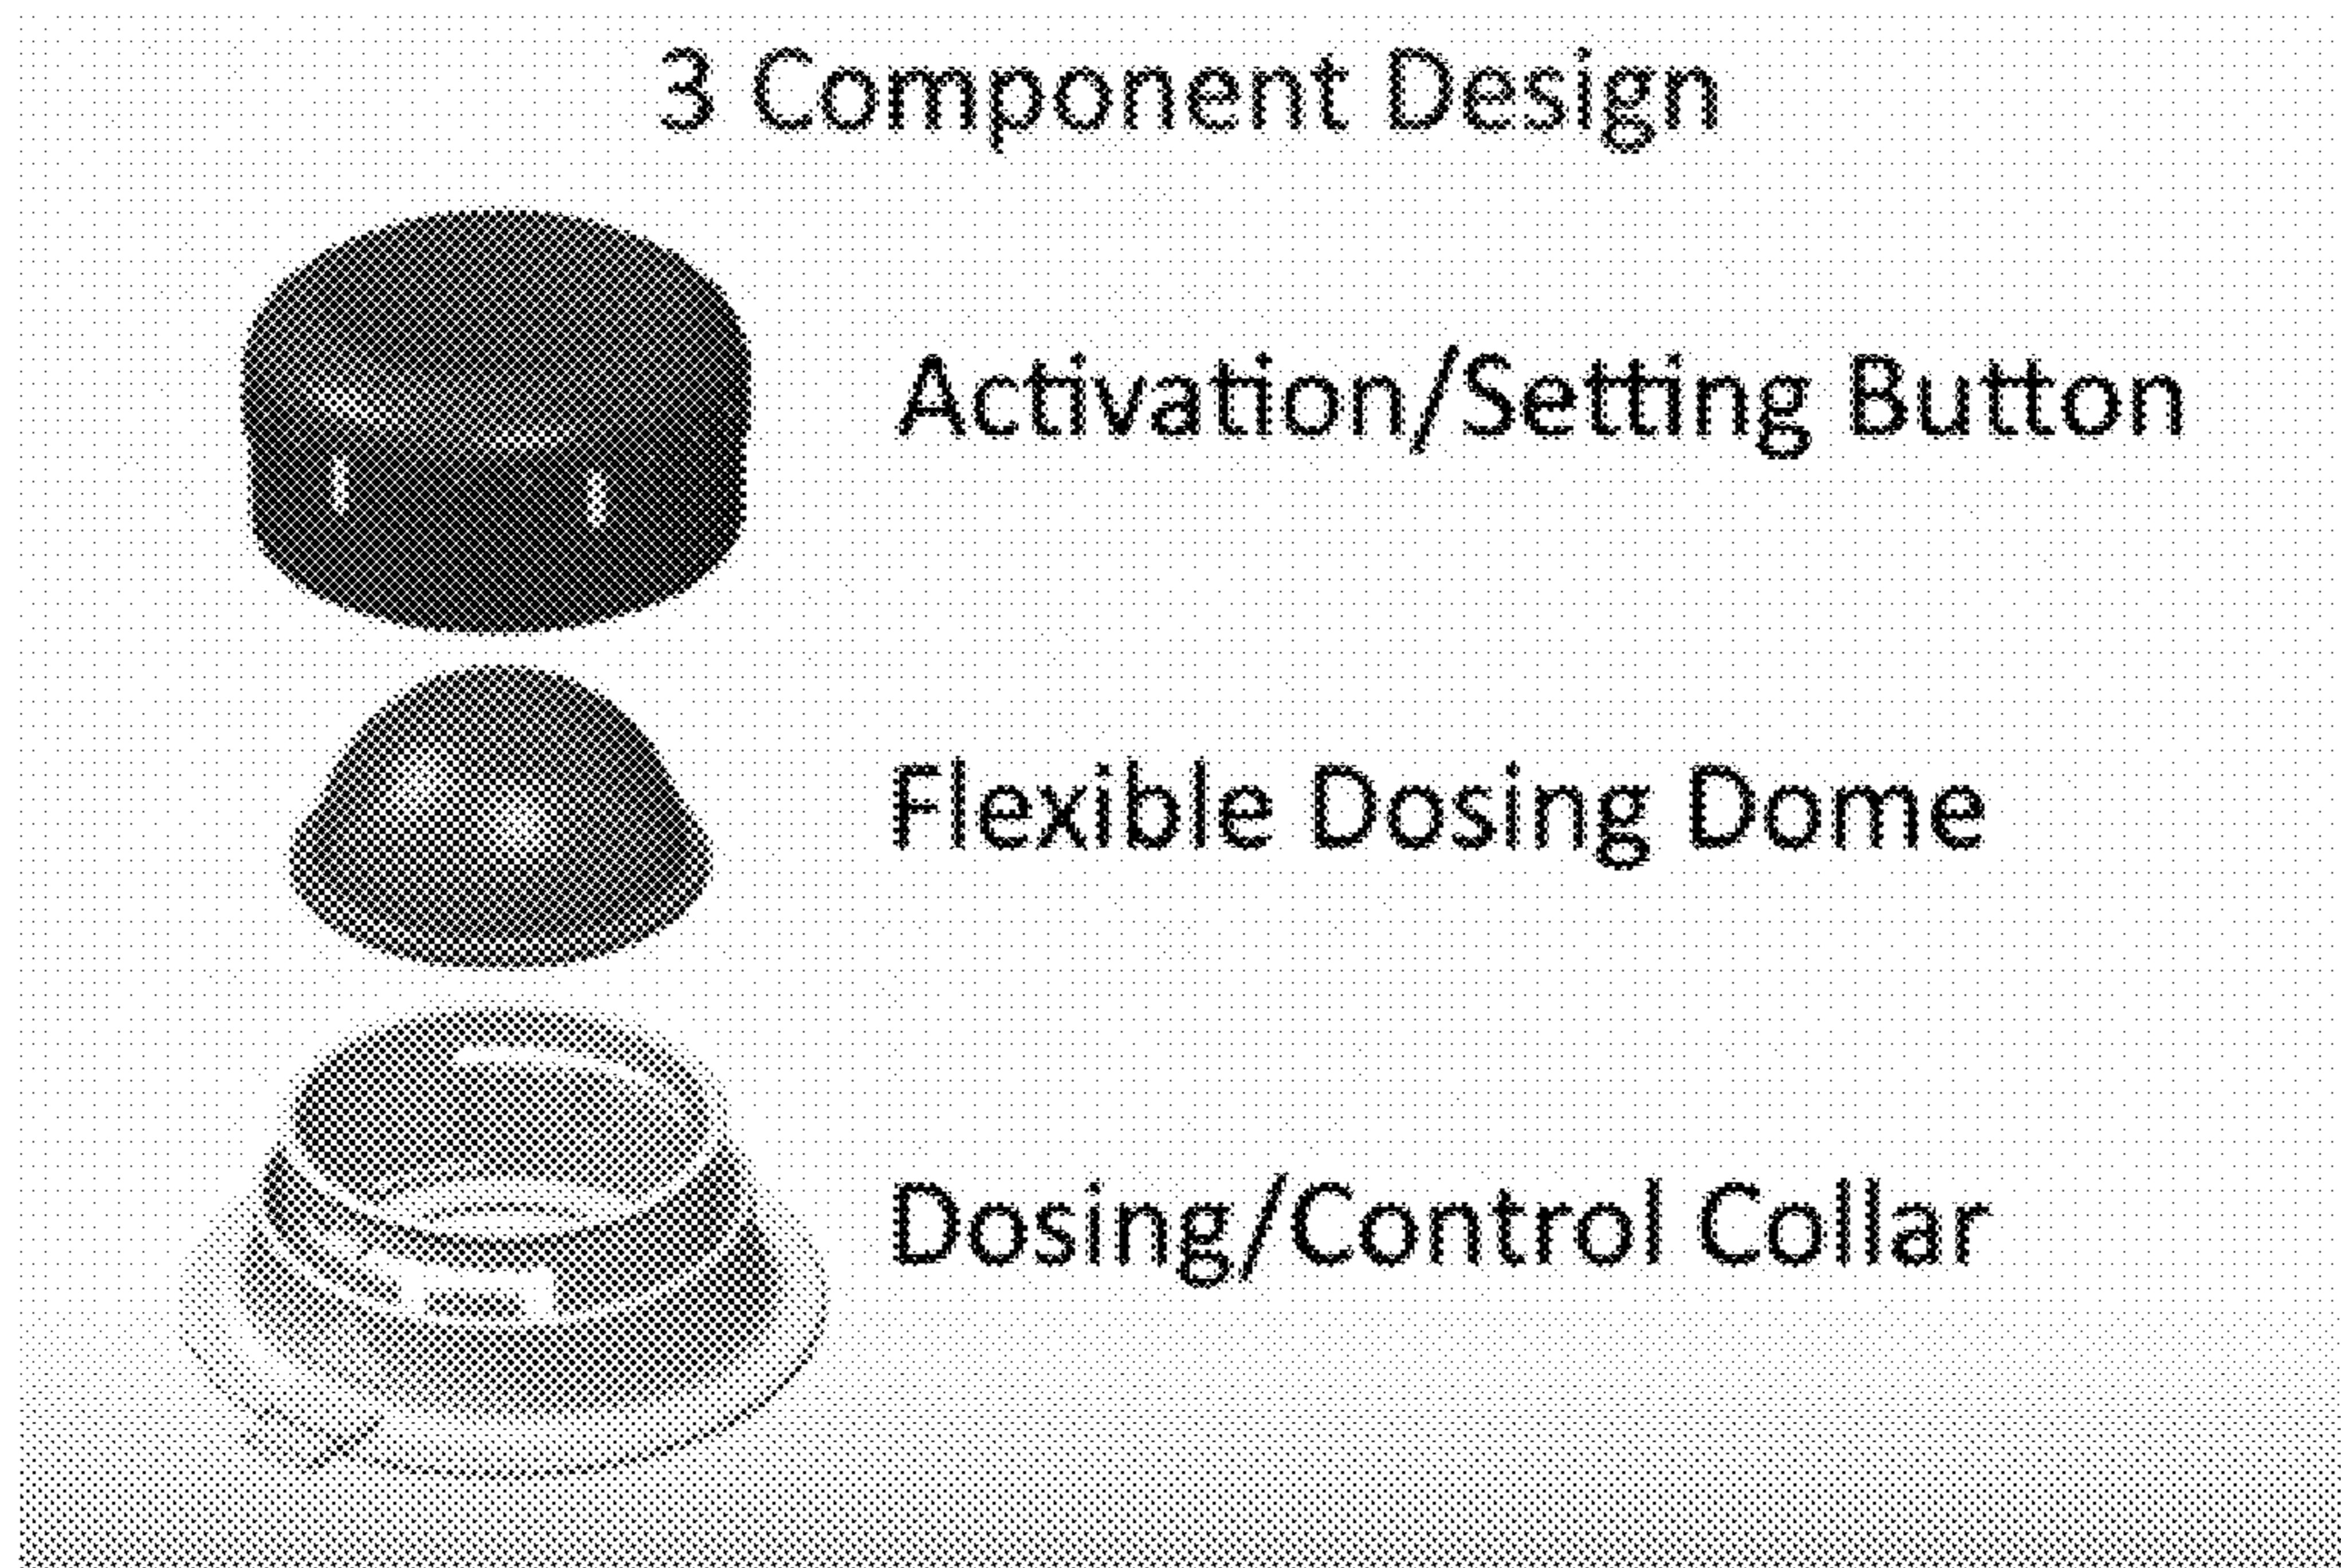 3 Component Design
Activation/Setting Button
Flexible Dosing Dome
Dosing/Control Collar